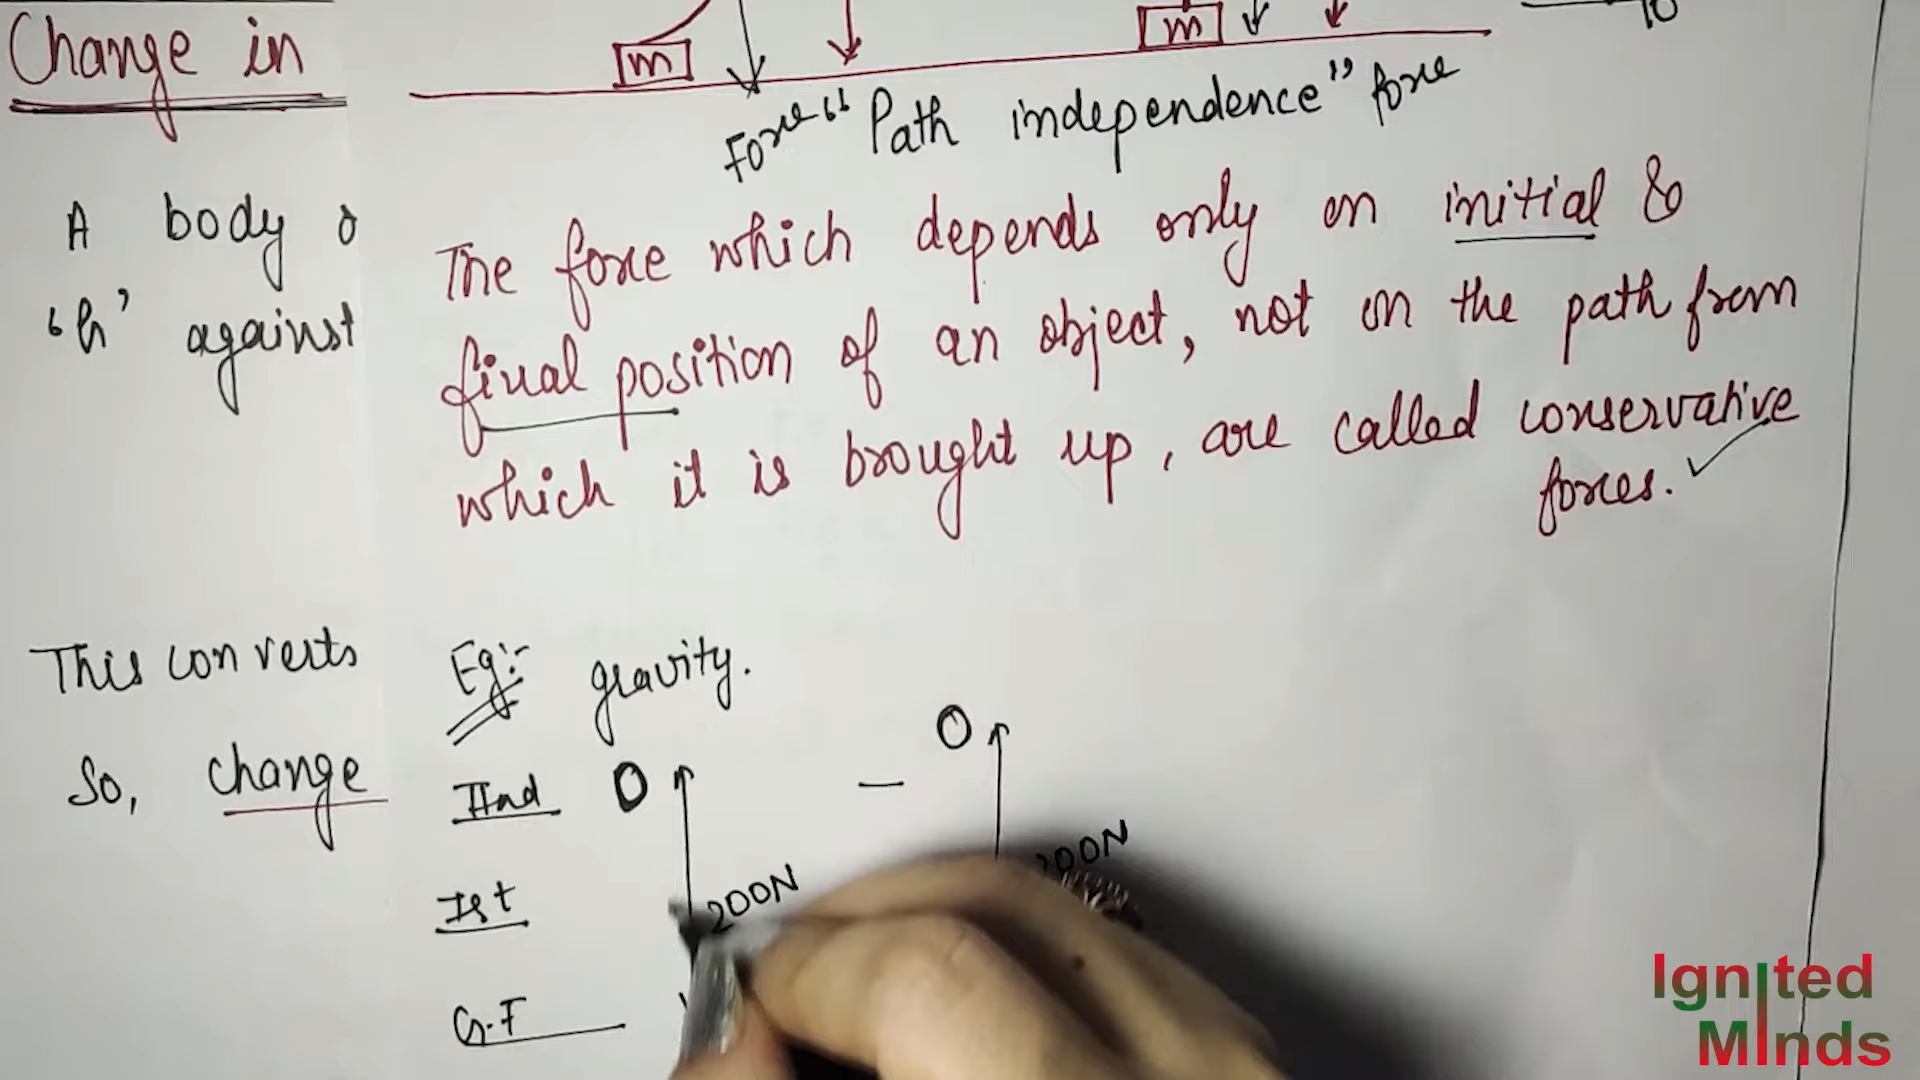 Change in
m
m
10
Force "Path independence" force
A body o
"h" against
The force which depends only on initial &
final position of an object, not on the path from
which it is brought up, are called conservative
forces.
This converts
So, change
Eg:- gravity.
IInd
Ist
G.F
200N
200N
Ignited
Minds